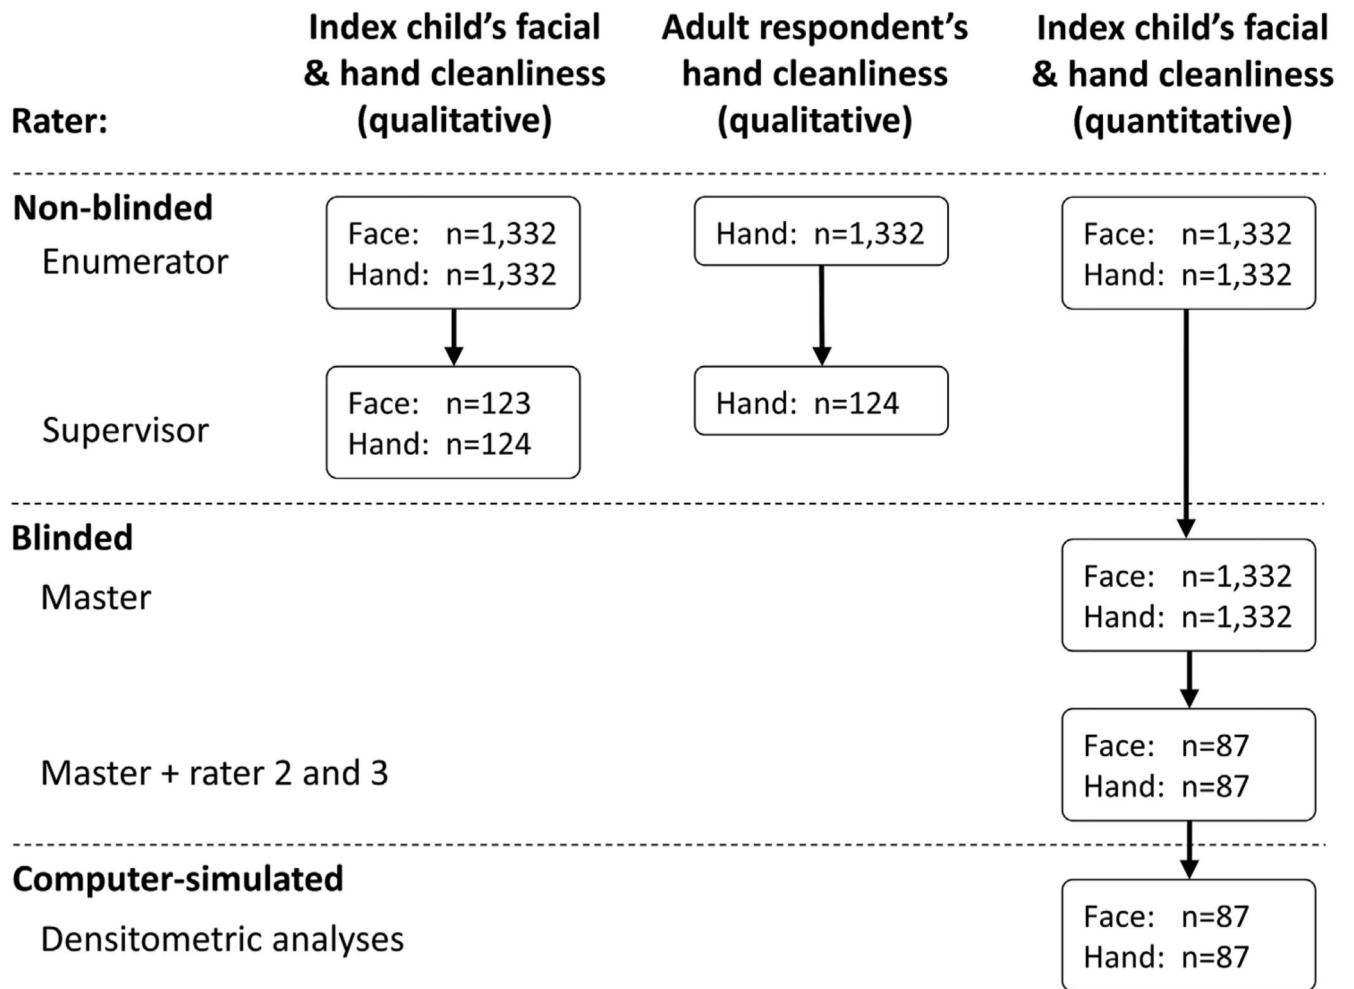 Index child’s facial
& hand cleanliness
(qualitative)
Adult respondent’s
hand cleanliness
(qualitative)
Index child’s facial
& hand cleanliness
(quantitative)
Rater:
Non-blinded
Enumerator
Face: n=1,332
Hand: n=1,332
Hand: n=1,332
Face: n=1,332
Hand: n=1,332
Supervisor
Face: n=123
Hand: n=124
Hand: n=124
Blinded
Master
Face: n=1,332
Hand: n=1,332
Master + rater 2 and 3
Face: n=87
Hand: n=87
Computer-simulated
Densitometric analyses
Face: n=87
Hand: n=87